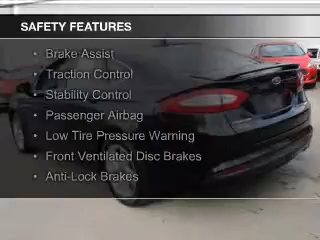 SAFETY FEATURES
• Brake Assist
• Traction Control
• Stability Control
• Passenger Airbag
• Low Tire Pressure Warning
• Front Ventilated Disc Brakes
• Anti-Lock Brakes